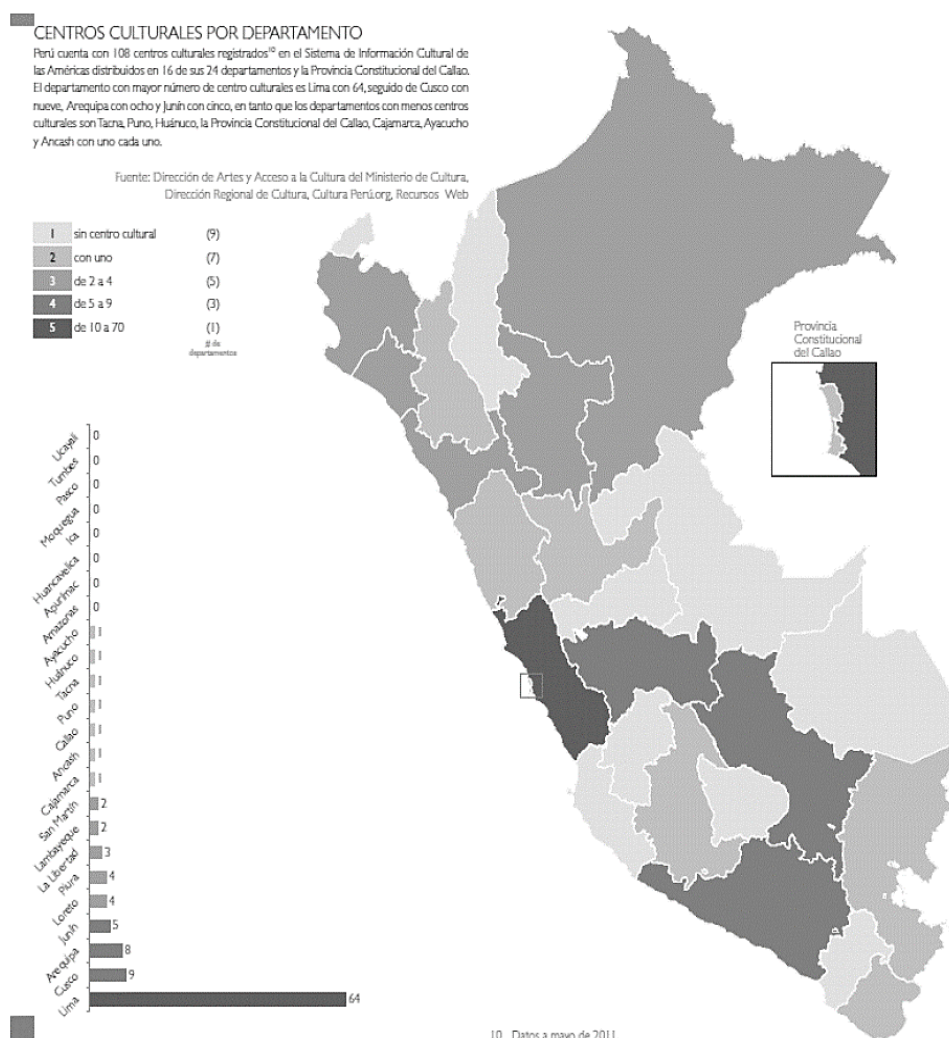 CENTROS CULTURALES POR DEPARTAMENTO
Perú cuenta con 108 centros culturales registrados¹⁰ en el Sistema de Información Cultural de
las Américas distribuidos en 16 de sus 24 departamentos y la Provincia Constitucional del Callao.
El departamento con mayor número de centro culturales es Lima con 64, seguido de Cusco con
nueve, Arequipa con ocho y Junín con cinco, en tanto que los departamentos con menos centros
culturales son Tacna, Puno, Huánuco, la Provincia Constitucional del Callao, Cajamarca, Ayacucho
y Ancash con uno cada uno.
Fuente: Dirección de Artes y Acceso a la Cultura del Ministerio de Cultura,
Dirección Regional de Cultura, Cultura Perú.org, Recursos Web
1 sin centro cultural (9)
2 con uno (7)
3 de 2 a 4 (5)
4 de 5 a 9 (3)
5 de 10 a 70 (1)
# de
departamentos
Provincia
Constitucional
del Callao
Ucayali 0
Tumbes 0
Pasco 0
Moquegua 0
Ica 0
Huancavelica 0
Apurímac 0
Amazonas 0
Ayacucho 1
Huánuco 1
Tacna 1
Puno 1
Callao 1
Ancash 1
Cajamarca 1
San Martín 2
Lambayeque 2
La Libertad 3
Piura 4
Loreto 4
Junín 5
Arequipa 8
Cusco 9
Lima 64
10 Datos a mayo de 2011